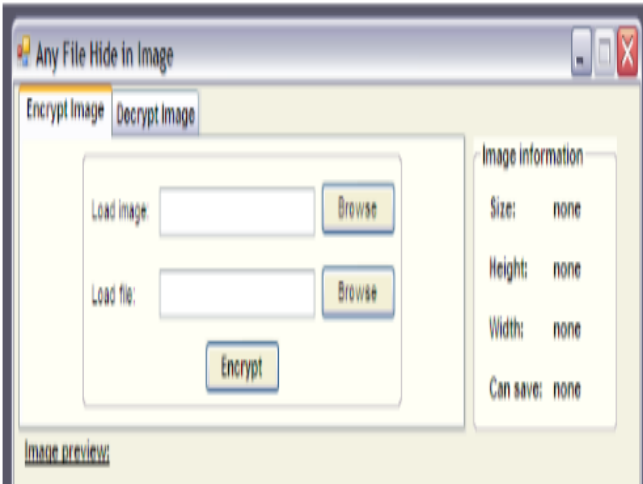 Any File Hide in Image
Encrypt Image
Decrypt Image
Load image:
Browse
Load file:
Browse
Encrypt
Image information
Size: none
Height: none
Width: none
Can save: none
Image preview: